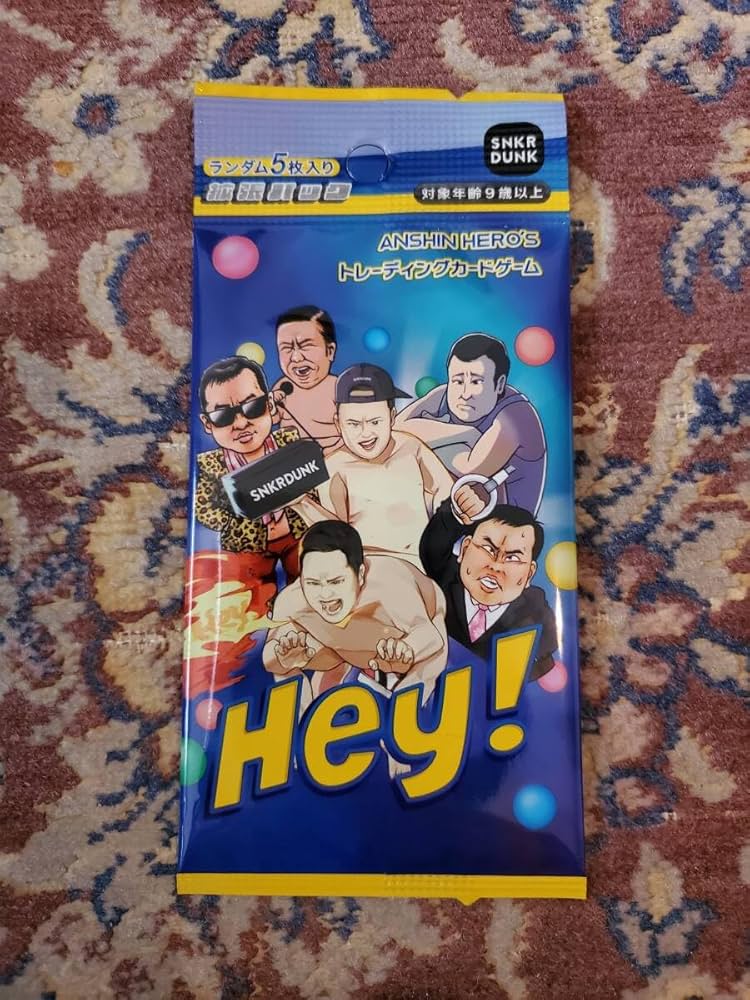 SNKR
DUNK
ランダム5枚入り
拡張パック
対象年齢9歳以上
ANSHIN HERO'S
トレーディングカードゲーム
SNKRDUNK
Hey!